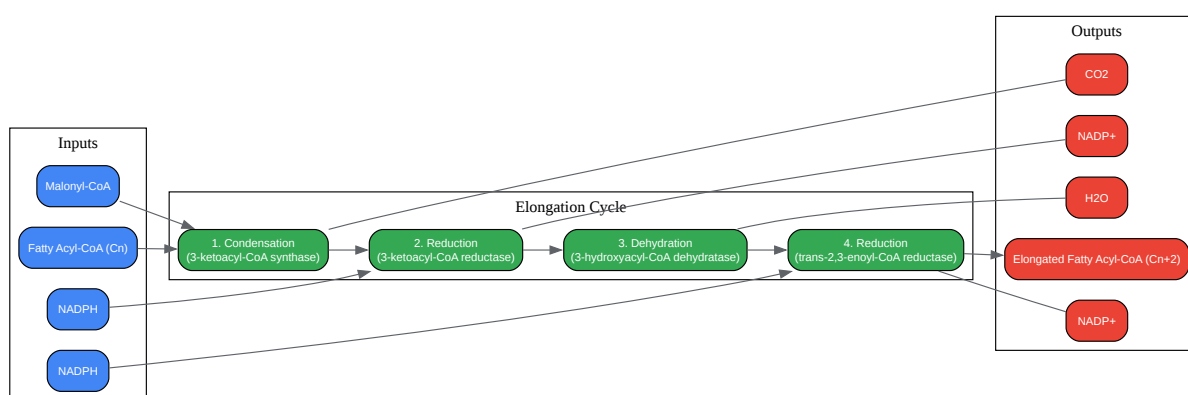 Inputs
Malonyl-CoA
Fatty Acyl-CoA (Cn)
NADPH
NADPH
Elongation Cycle
1. Condensation
(3-ketoacyl-CoA synthase)
2. Reduction
(3-ketoacyl-CoA reductase)
3. Dehydration
(3-hydroxyacyl-CoA dehydratase)
4. Reduction
(trans-2,3-enoyl-CoA reductase)
Outputs
CO2
NADP+
H2O
Elongated Fatty Acyl-CoA (Cn+2)
NADP+